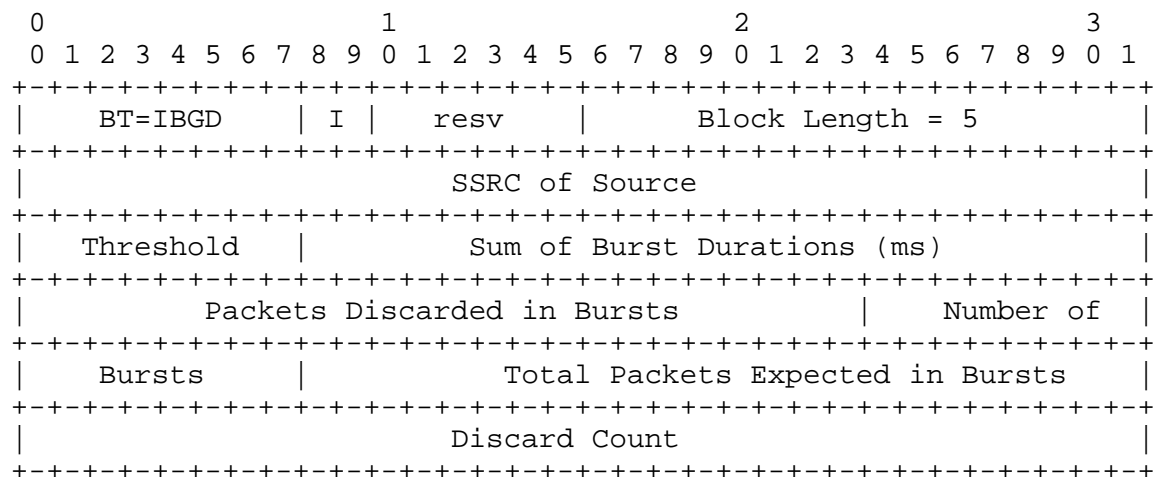 0                   1                   2                   3
 0 1 2 3 4 5 6 7 8 9 0 1 2 3 4 5 6 7 8 9 0 1 2 3 4 5 6 7 8 9 0 1
+-+-+-+-+-+-+-+-+-+-+-+-+-+-+-+-+-+-+-+-+-+-+-+-+-+-+-+-+-+-+-+-+
|    BT=IBGD    | I |   resv    |      Block Length = 5         |
+-+-+-+-+-+-+-+-+-+-+-+-+-+-+-+-+-+-+-+-+-+-+-+-+-+-+-+-+-+-+-+-+
|                        SSRC of Source                         |
+-+-+-+-+-+-+-+-+-+-+-+-+-+-+-+-+-+-+-+-+-+-+-+-+-+-+-+-+-+-+-+-+
|   Threshold   |         Sum of Burst Durations (ms)           |
+-+-+-+-+-+-+-+-+-+-+-+-+-+-+-+-+-+-+-+-+-+-+-+-+-+-+-+-+-+-+-+-+
|          Packets Discarded in Bursts          |    Number of  |
+-+-+-+-+-+-+-+-+-+-+-+-+-+-+-+-+-+-+-+-+-+-+-+-+-+-+-+-+-+-+-+-+
|    Bursts     |           Total Packets Expected in Bursts    |
+-+-+-+-+-+-+-+-+-+-+-+-+-+-+-+-+-+-+-+-+-+-+-+-+-+-+-+-+-+-+-+-+
|                        Discard Count                          |
+-+-+-+-+-+-+-+-+-+-+-+-+-+-+-+-+-+-+-+-+-+-+-+-+-+-+-+-+-+-+-+-+